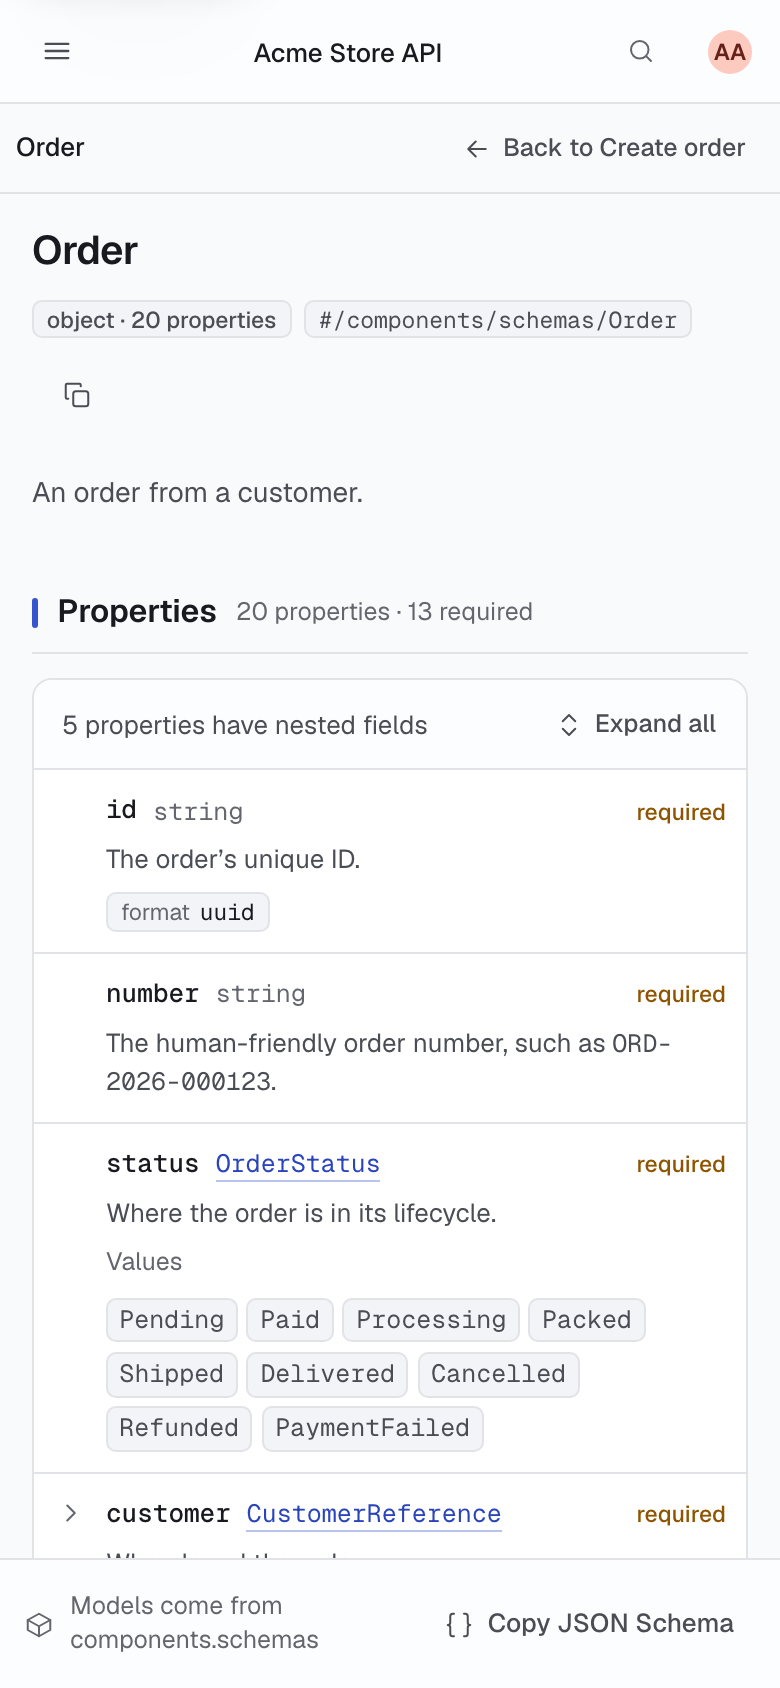 Acme Store API
AA
Order
Back to Create order
Order
object · 20 properties
#/components/schemas/Order
An order from a customer.
Properties
20 properties · 13 required
5 properties have nested fields
Expand all
id string
required
The order’s unique ID.
format uuid
number string
required
The human-friendly order number, such as ORD-
2026-000123.
status OrderStatus
required
Where the order is in its lifecycle.
Values
Pending Paid Processing Packed
Shipped Delivered Cancelled
Refunded PaymentFailed
customer CustomerReference
required
Models come from
components.schemas
{ } Copy JSON Schema